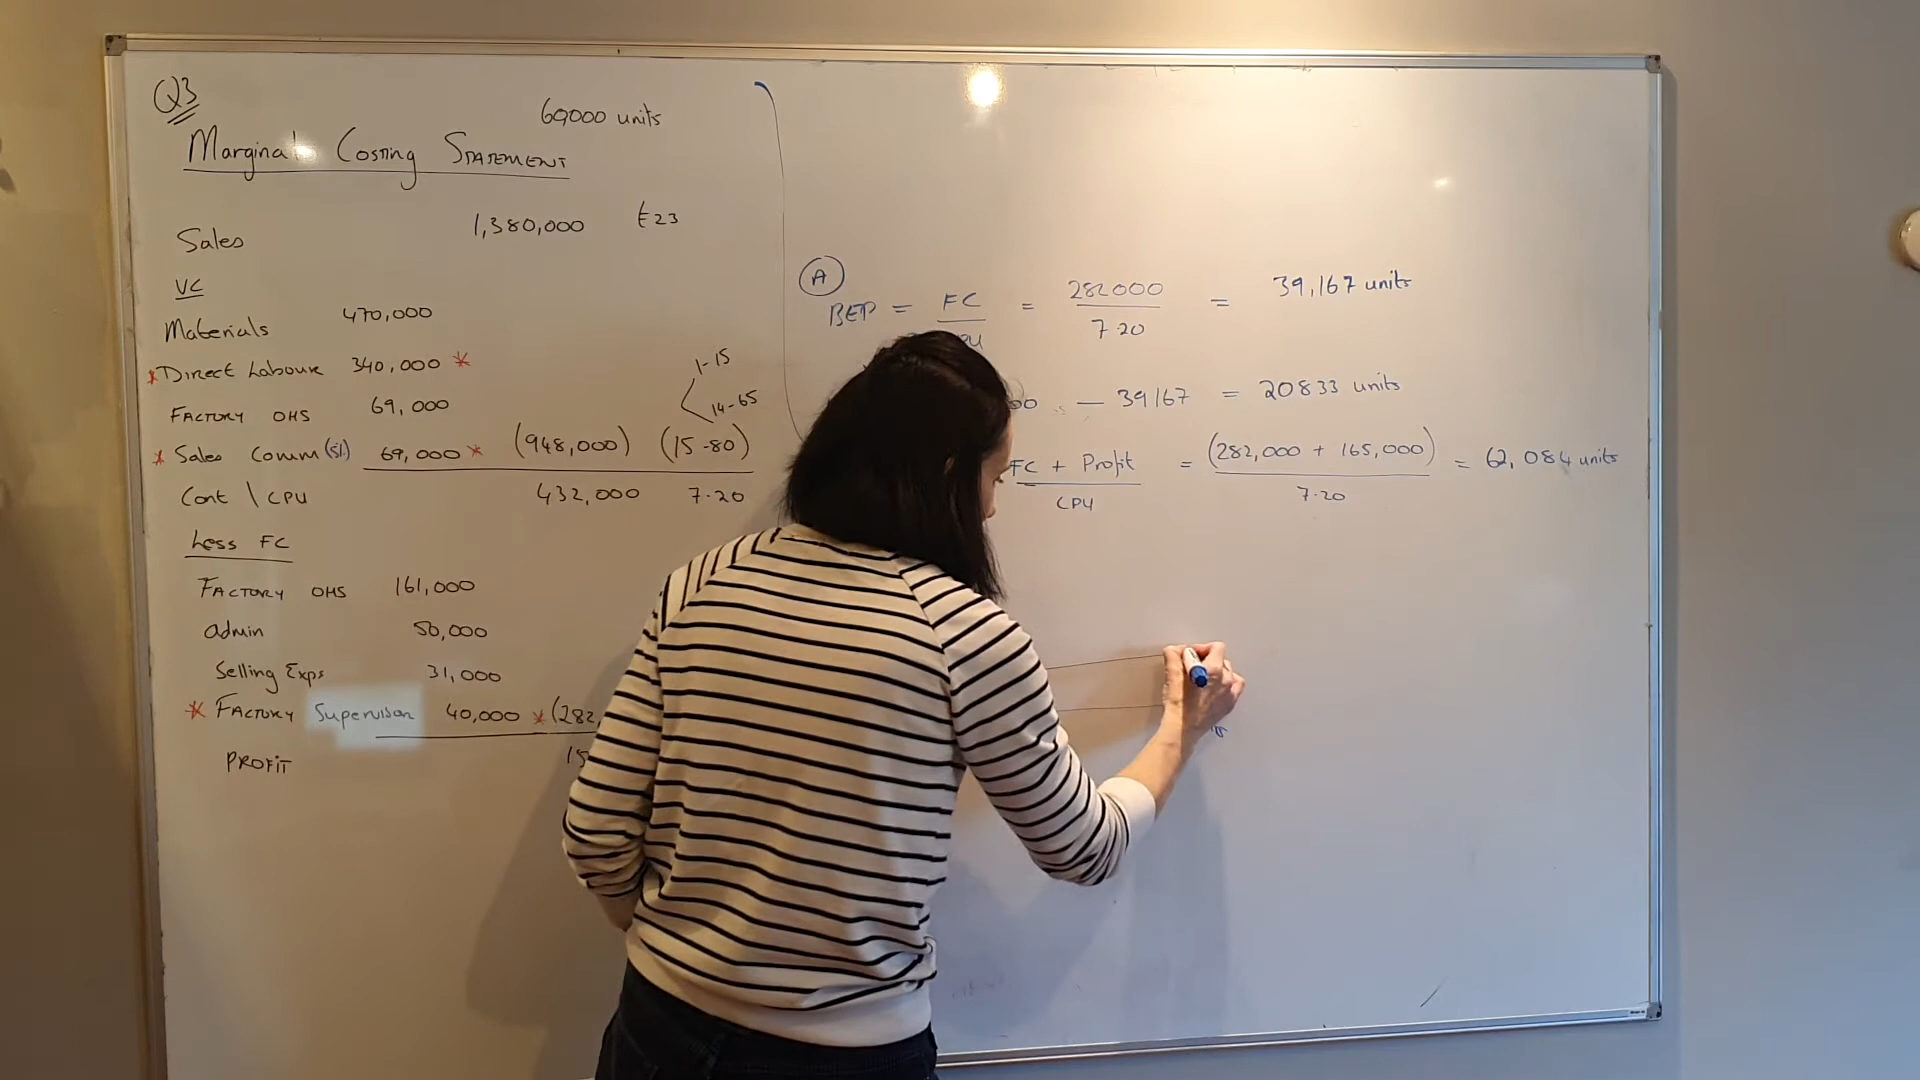 Q3
60000 units
Marginal Costing STATEMENT
Sales 1,380,000 €23
VC
Materials 470,000
*Direct Labour 340,000 *
1-15
FACTORY OHS 69,000
14-65
* Sales Comm (5%) 69,000 * (948,000) (15-80)
Cont \ CPU 432,000 7.20
Less FC
FACTORY OHS 161,000
Admin 50,000
Selling Exps 31,000
* FACTORY Supervision 40,000 * (282,
PROFIT 15
A
BEP = FC = 282000 = 39,167 units
7.20
— 39167 = 20833 units
FC + Profit = (282,000 + 165,000) = 62,084 units
CPU 7.20